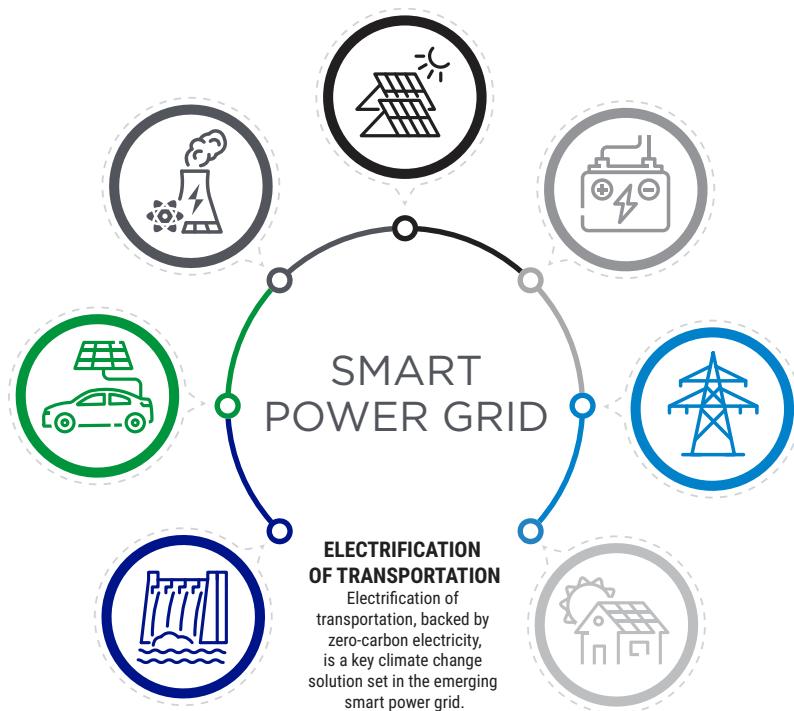 SMART
POWER GRID
ELECTRIFICATION
OF TRANSPORTATION
Electrification of
transportation, backed by
zero-carbon electricity,
is a key climate change
solution set in the emerging
smart power grid.